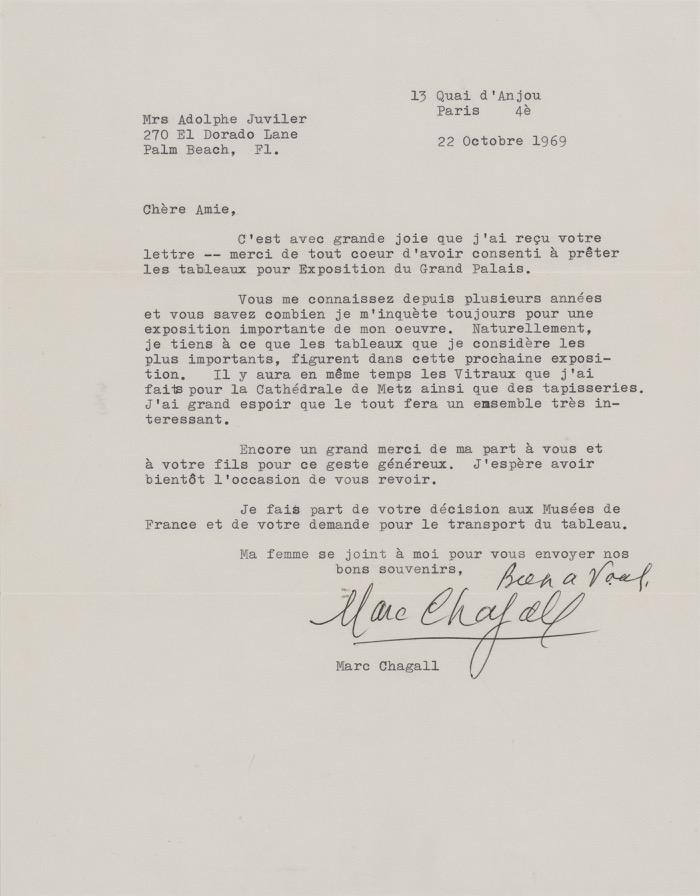 13 Quai d'Anjou
Paris 4è
Mrs Adolphe Juviler
270 El Dorado Lane
Palm Beach, Fl.
22 Octobre 1969
Chère Amie,
C'est avec grande joie que j'ai reçu votre
lettre -- merci de tout coeur d'avoir consenti à prêter
les tableaux pour Exposition du Grand Palais.
Vous me connaissez depuis plusieurs années
et vous savez combien je m'inquète toujours pour une
exposition importante de mon oeuvre. Naturellement,
je tiens à ce que les tableaux que je considère les
plus importants, figurent dans cette prochaine exposi-
tion. Il y aura en même temps les Vitraux que j'ai
faits pour la Cathédrale de Metz ainsi que des tapisseries.
J'ai grand espoir que le tout fera un ensemble très in-
teressant.
Encore un grand merci de ma part à vous et
à votre fils pour ce geste généreux. J'espère avoir
bientôt l'occasion de vous revoir.
Je fais part de votre décision aux Musées de
France et de votre demande pour le transport du tableau.
Ma femme se joint à moi pour vous envoyer nos
bons souvenirs,
Bien a Vous,
Marc Chagall
Marc Chagall